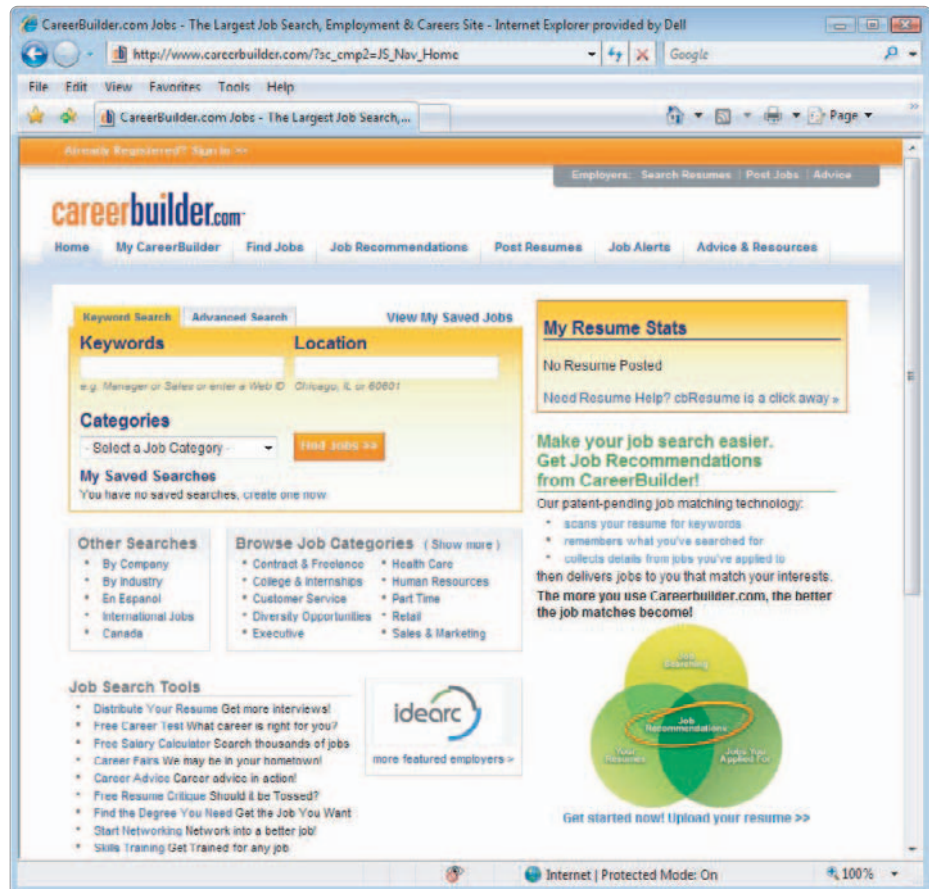 CareerBuilder.com Jobs - The Largest Job Search, Employment & Careers Site - Internet Explorer provided by Dell
http://www.careerbuilder.com/?sc_cmp2=JS_Nav_Home
Google
File Edit View Favorites Tools Help
CareerBuilder.com Jobs - The Largest Job Search,...
Page
Already Registered? Sign in >>
Employers: Search Resumes | Post Jobs | Advice
careerbuilder.com
Home My CareerBuilder Find Jobs Job Recommendations Post Resumes Job Alerts Advice & Resources
Keyword Search Advanced Search View My Saved Jobs
Keywords Location
e.g. Manager or Sales or enter a Web ID Chicago, IL or 60601
Categories
- Select a Job Category - Find Jobs >>
My Saved Searches
You have no saved searches, create one now
My Resume Stats
No Resume Posted
Need Resume Help? cbResume is a click away »
Make your job search easier.
Get Job Recommendations
from CareerBuilder!
Our patent-pending job matching technology:
• scans your resume for keywords
• remembers what you've searched for
• collects details from jobs you've applied to
then delivers jobs to you that match your interests.
The more you use Careerbuilder.com, the better
the job matches become!
Other Searches
• By Company
• By Industry
• En Espanol
• International Jobs
• Canada
Browse Job Categories (Show more)
• Contract & Freelance
• College & Internships
• Customer Service
• Diversity Opportunities
• Executive
• Health Care
• Human Resources
• Part Time
• Retail
• Sales & Marketing
Job Search Tools
• Distribute Your Resume Get more interviews!
• Free Career Test What career is right for you?
• Free Salary Calculator Search thousands of jobs
• Career Fairs We may be in your hometown!
• Career Advice Career advice in action!
• Free Resume Critique Should it be Tossed?
• Find the Degree You Need Get the Job You Want
• Start Networking Network into a better job!
• Skills Training Get Trained for any job
idearc
more featured employers >
Job
Searching
Job
Recommendations
Your
Resumes
Jobs You
Applied For
Get started now! Upload your resume >>
Internet | Protected Mode: On
100%